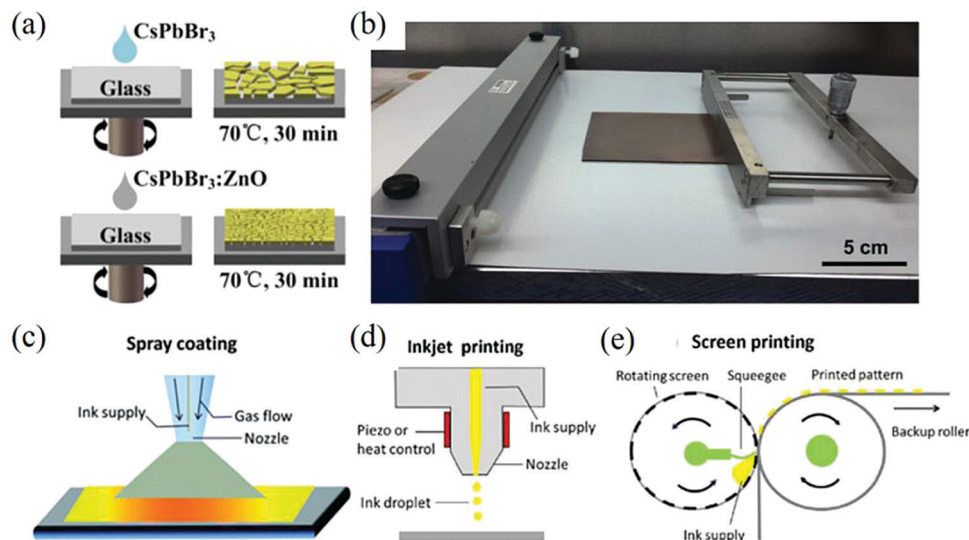 (a)
CsPbBr₃
Glass
70℃, 30 min
CsPbBr₃:ZnO
Glass
70℃, 30 min
(b)
5 cm
(c)
Spray coating
Ink supply
Gas flow
Nozzle
(d)
Inkjet printing
Piezo or
heat control
Ink supply
Nozzle
Ink droplet
(e)
Screen printing
Rotating screen
Squeegee
Printed pattern
Backup roller
Ink supply